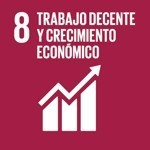 8 TRABAJO DECENTE
Y CRECIMIENTO
ECONÓMICO